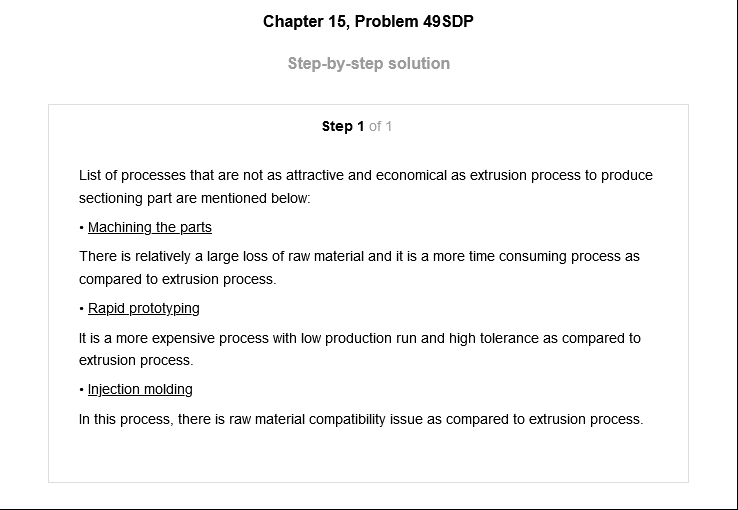 Chapter 15, Problem 49SDP
Step-by-step solution
Step 1 of 1
List of processes that are not as attractive and economical as extrusion process to produce
sectioning part are mentioned below:
• Machining the parts
There is relatively a large loss of raw material and it is a more time consuming process as
compared to extrusion process.
• Rapid prototyping
It is a more expensive process with low production run and high tolerance as compared to
extrusion process.
• Injection molding
In this process, there is raw material compatibility issue as compared to extrusion process.